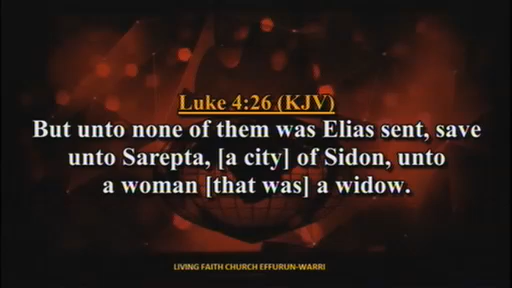 Luke 4:26 (KJV)
But unto none of them was Elias sent, save
unto Sarepta, [a city] of Sidon, unto
a woman [that was] a widow.
LIVING FAITH CHURCH EFFURUN-WARRI